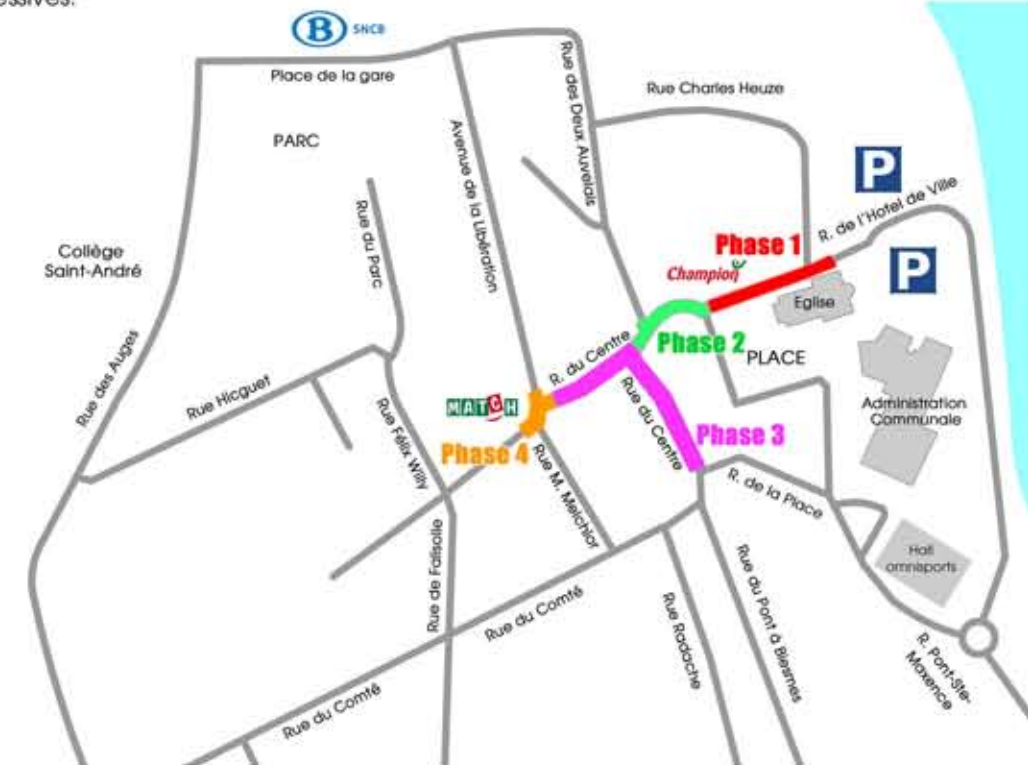 essives.
B SNCB
Place de la gare
Rue des Deux Auvelais
Rue Charles Heuze
PARC
Avenue de la Libération
P
R. de l'Hotel de Ville
Rue du Parc
Phase 1
Collège
Saint-André
Champion
P
Eglise
Phase 2
PLACE
R. du Centre
Rue des Auges
Rue Hicguet
MATCH
Rue Félix Willy
Rue du Centre
Administration
Communale
Phase 3
Phase 4
Rue M. Melchior
R. de la Place
Rue de Falisolle
Hall
omnisports
Rue du Comté
Rue Radache
Rue du Pont à Biesmes
R. Pont-Ste-
Maxence
Rue du Comté